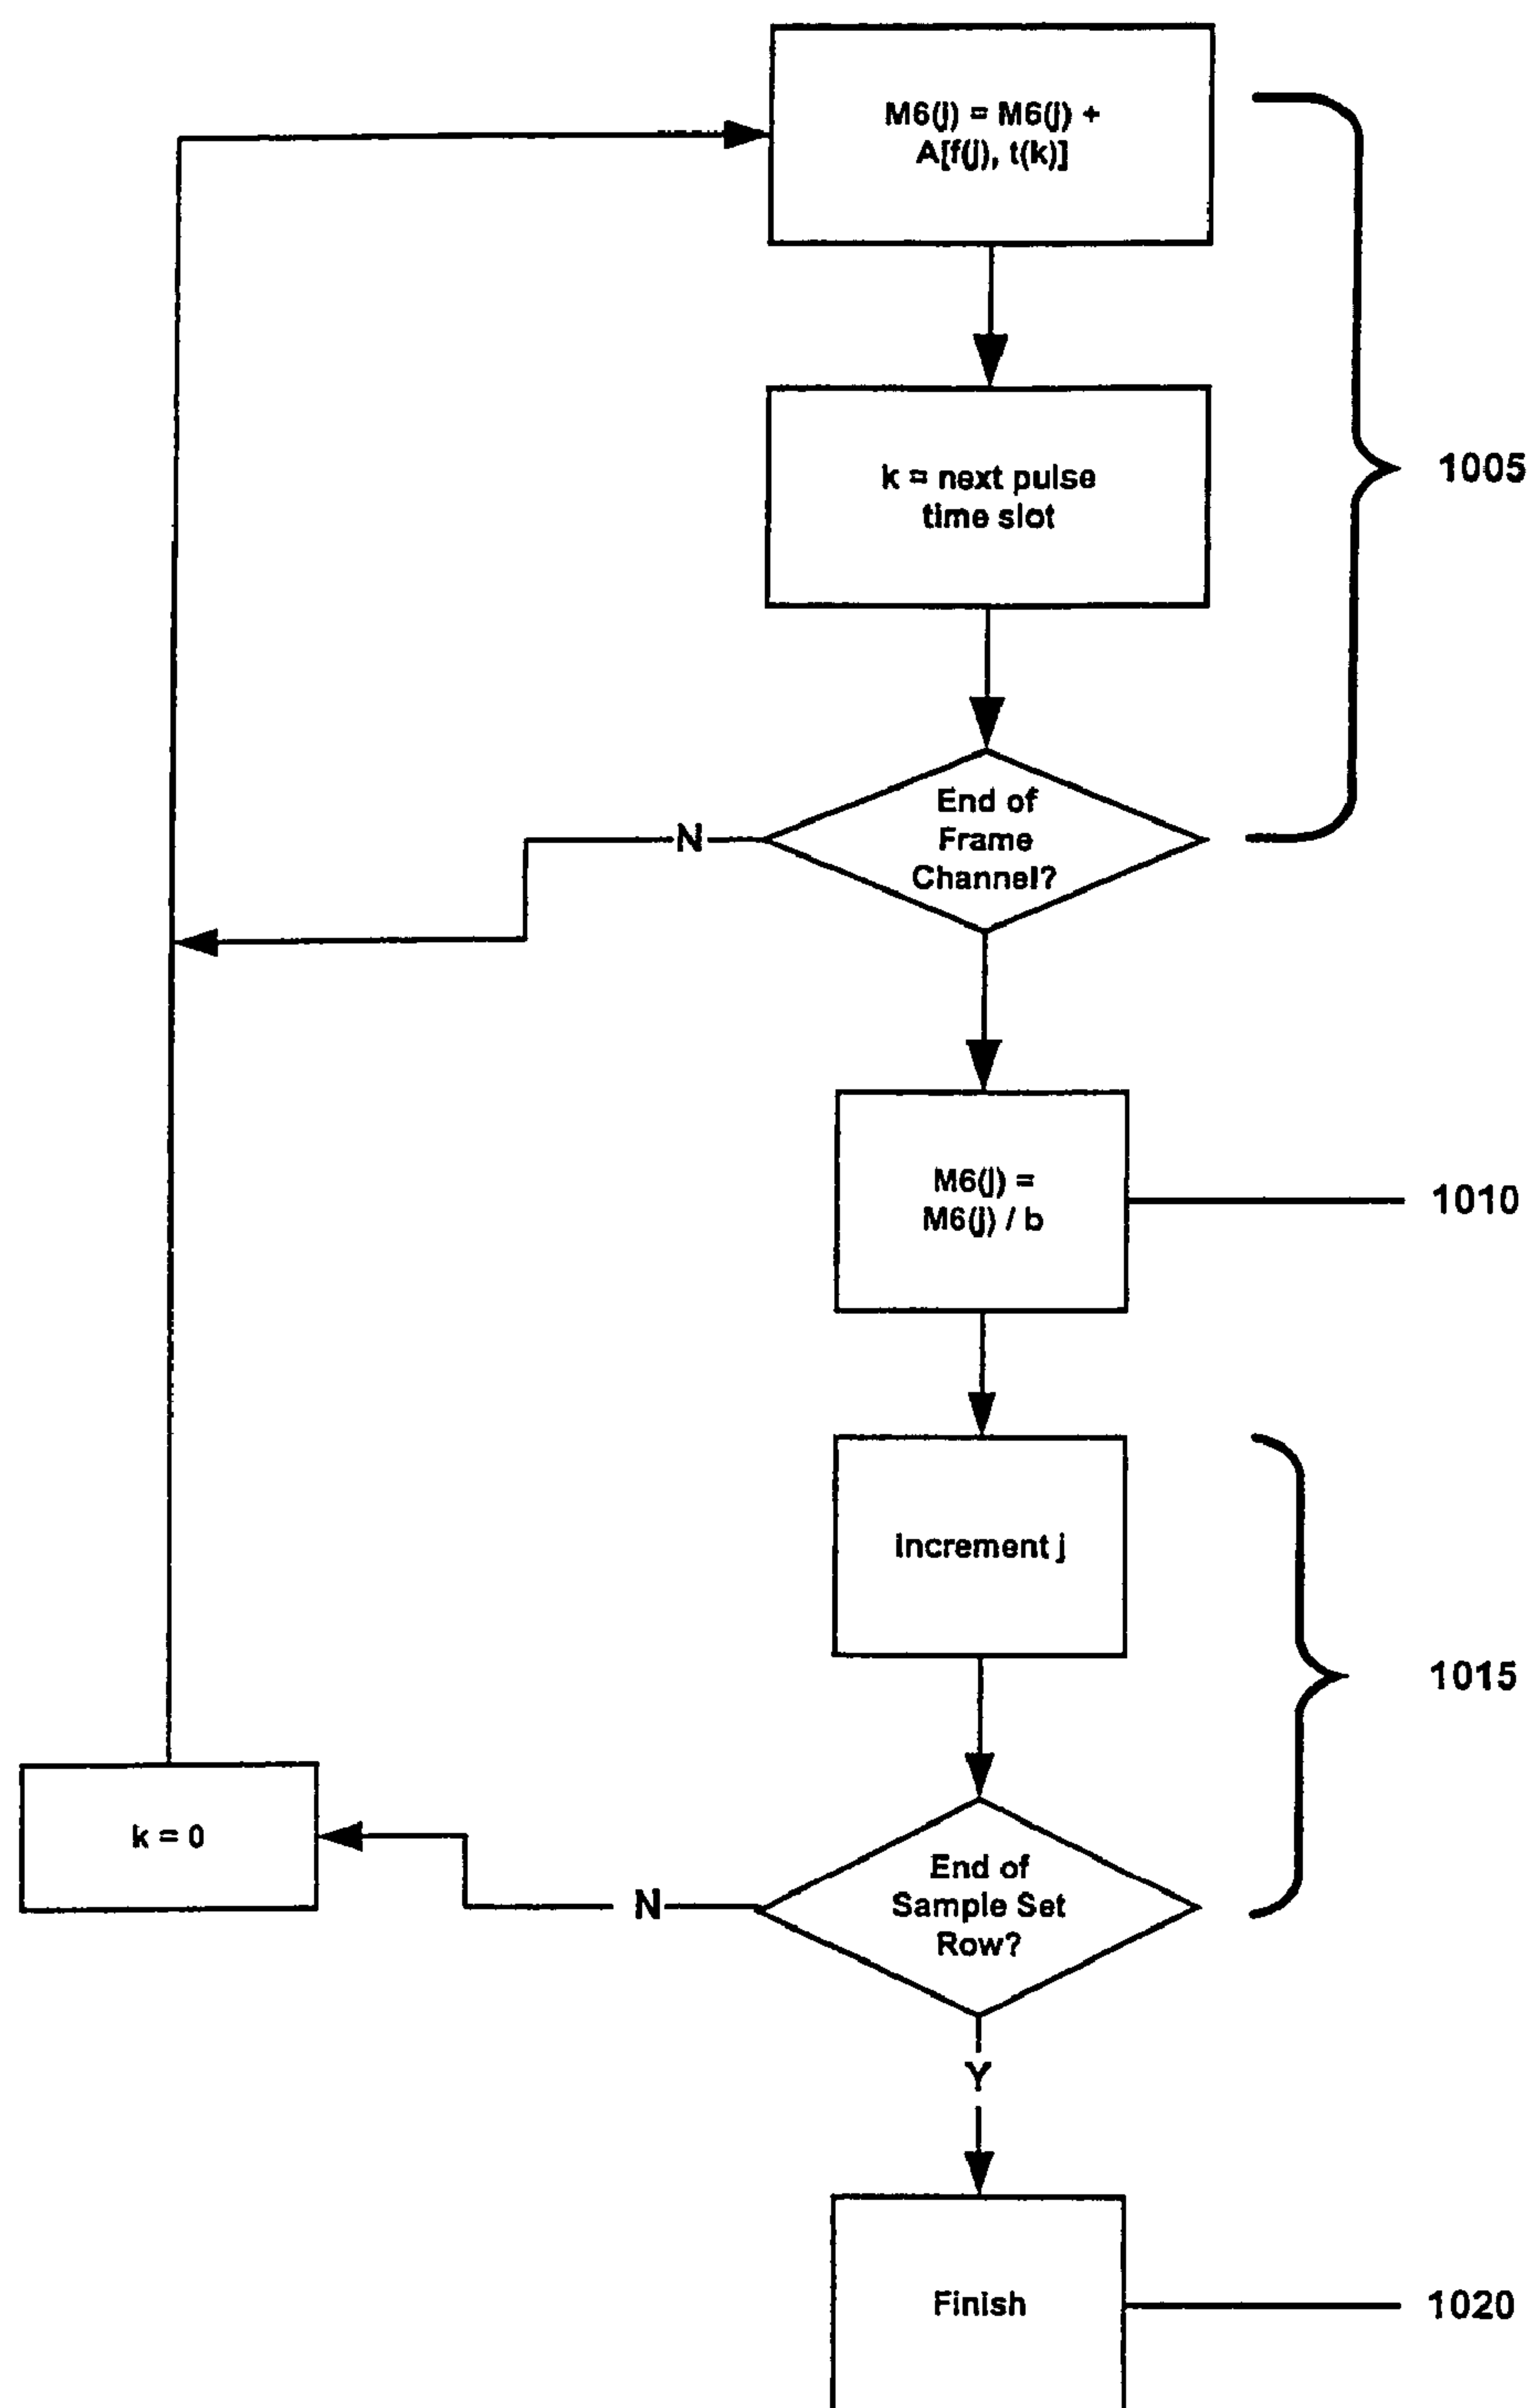 M6(j) = M6(j) +
A[f(j), t(k)]
k = next pulse
time slot
1005
End of
Frame
Channel?
N
M6(j) =
M6(j) / b
1010
Increment j
1015
k = 0
N
End of
Sample Set
Row?
Y
Finish
1020